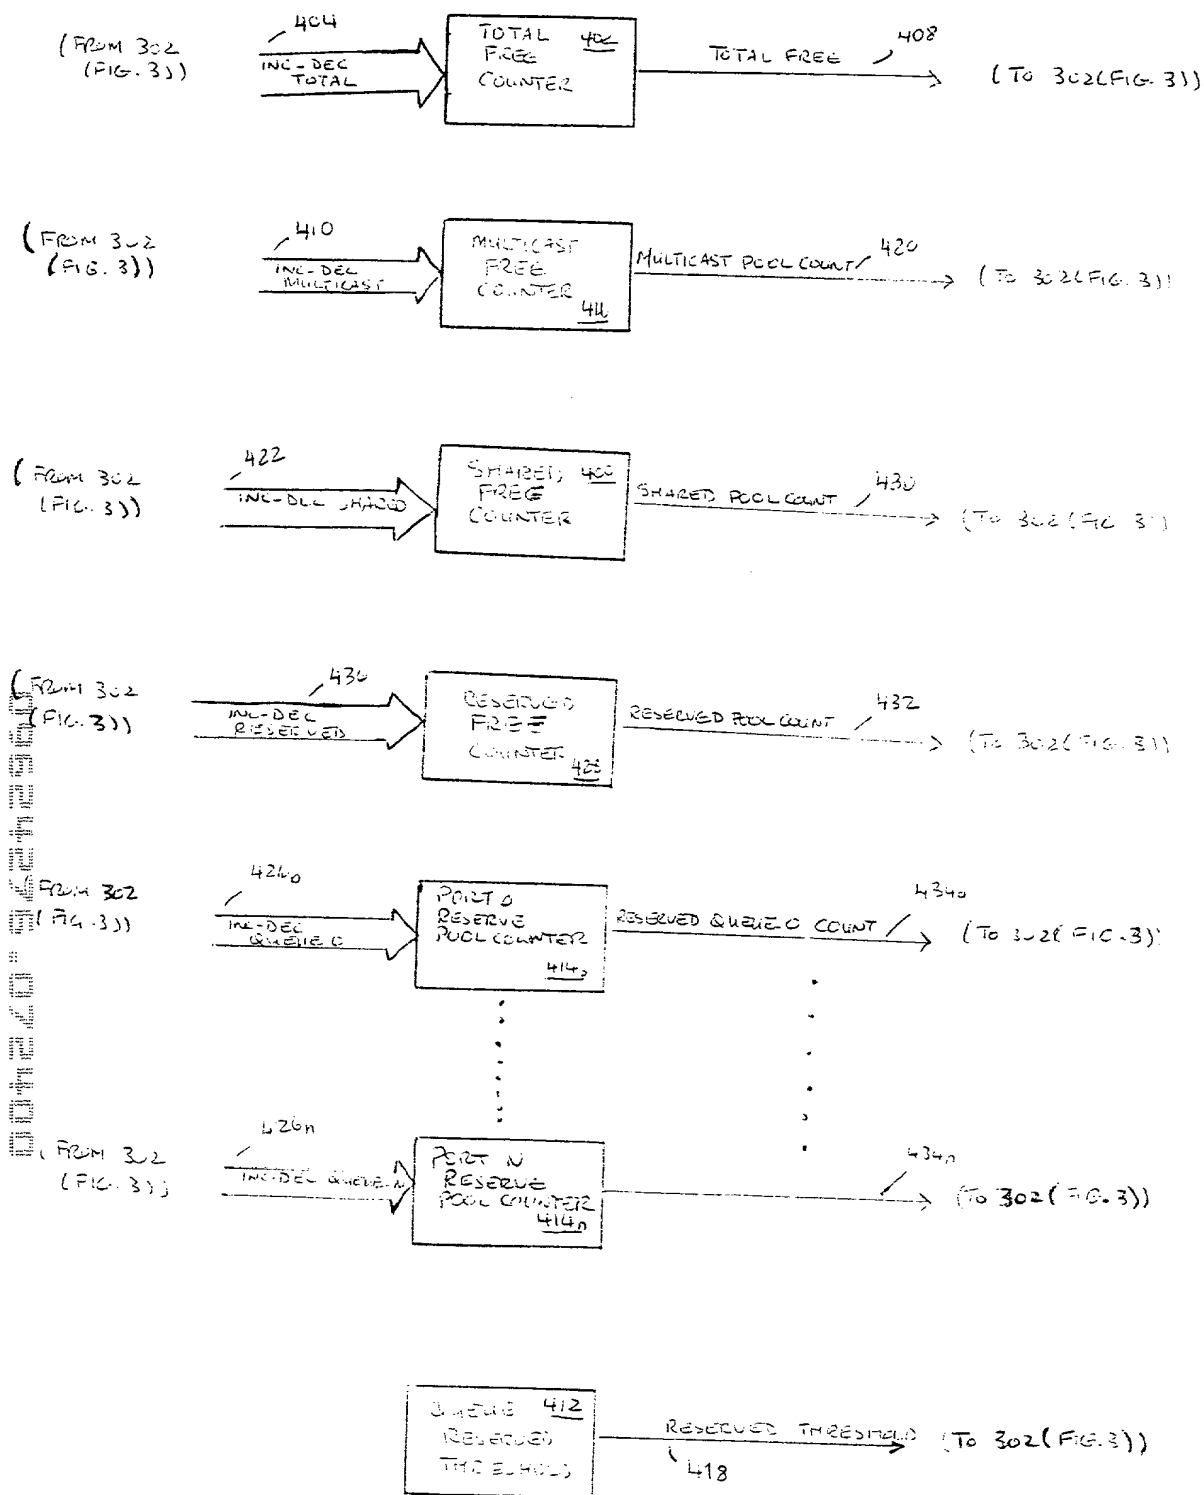 (FROM 302
(FIG. 3))
404
INC-DEC
TOTAL
TOTAL
FREE
COUNTER
TOTAL FREE
408
(TO 302(FIG. 3))
(FROM 302
(FIG. 3))
410
INC-DEC
MULTICAST
MULTICAST
FREE
COUNTER
MULTICAST POOL COUNT
420
(TO 302(FIG. 3))
(FROM 302
(FIG. 3))
422
INC-DEC SHARED
SHARED
FREE
COUNTER
SHARED POOL COUNT
430
(TO 302(FIG 3)
(FROM 302
(FIG. 3))
INC-DEC
RESERVED
RESERVED
FREE
COUNTER
428
RESERVED POOL COUNT
432
(TO 302(FIG. 3))
FROM 302
(FIG. 3))
INC-DEC
QUEUE 0
PORT 0
RESERVE
POOL COUNTER
414o
RESERVED QUEUE 0 COUNT
434o
(TO 302(FIG.3))
(FROM 302
(FIG. 3))
426n
INC-DEC QUEUE N
PORT N
RESERVE
POOL COUNTER
414n
434n
(TO 302(FIG. 3))
QUEUE 412
RESERVED
THRESHOLD
RESERVED THRESHOLD
418
(TO 302(FIG.3))